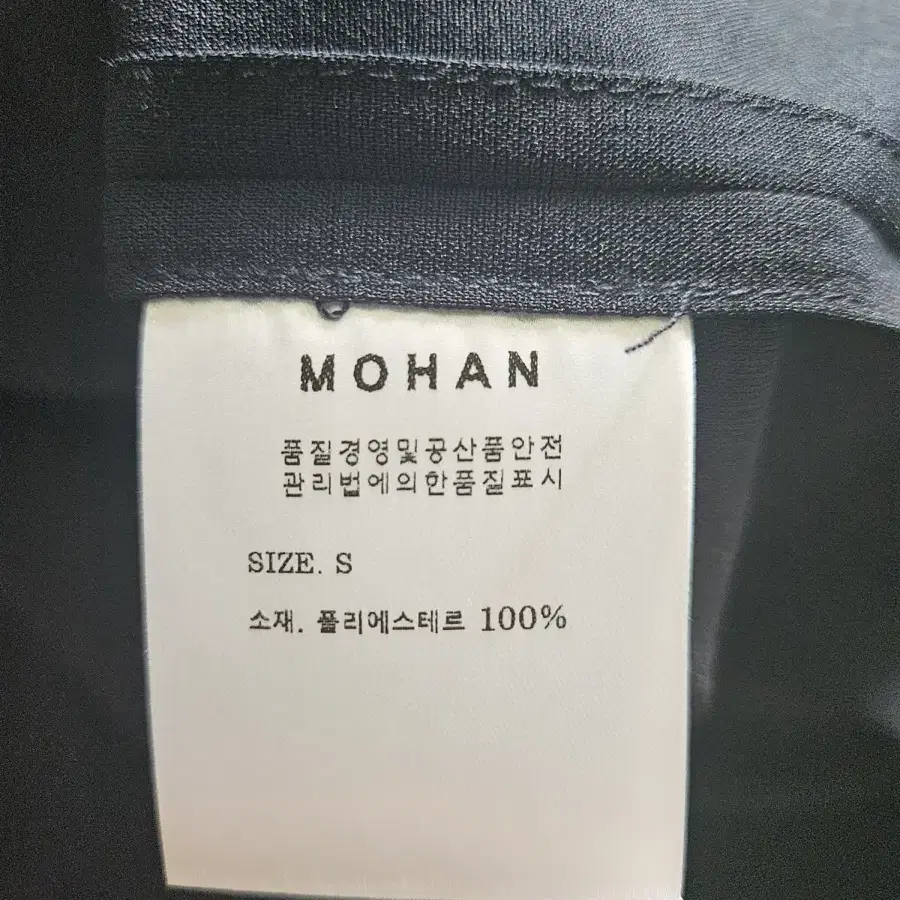 MOHAN
품질경영및공산품안전
관리법에의한품질표시
SIZE. S
소재. 폴리에스테르 100%